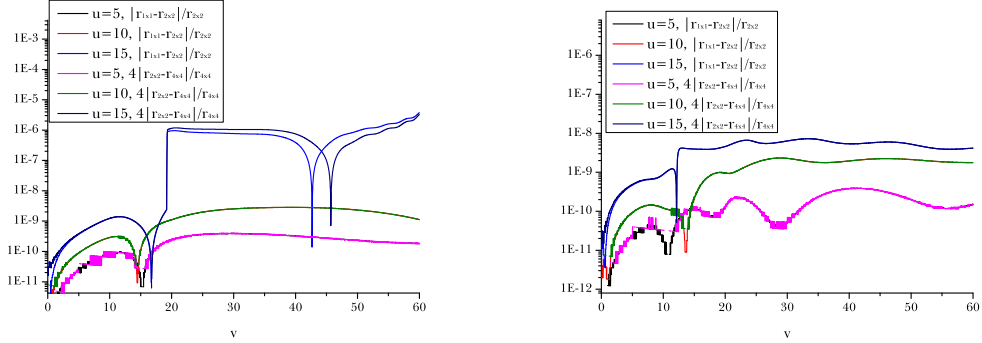 u=5, |r1x1-r2x2|/r2x2
u=10, |r1x1-r2x2|/r2x2
u=15, |r1x1-r2x2|/r2x2
u=5, 4|r2x2-r4x4|/r4x4
u=10, 4|r2x2-r4x4|/r4x4
u=15, 4|r2x2-r4x4|/r4x4
1E-3
1E-4
1E-5
1E-6
1E-7
1E-8
1E-9
1E-10
1E-11
0 10 20 30 40 50 60
v
u=5, |r1x1-r2x2|/r2x2
u=10, |r1x1-r2x2|/r2x2
u=15, |r1x1-r2x2|/r2x2
u=5, 4|r2x2-r4x4|/r4x4
u=10, 4|r2x2-r4x4|/r4x4
u=15, 4|r2x2-r4x4|/r4x4
1E-6
1E-7
1E-8
1E-9
1E-10
1E-11
1E-12
0 10 20 30 40 50 60
v